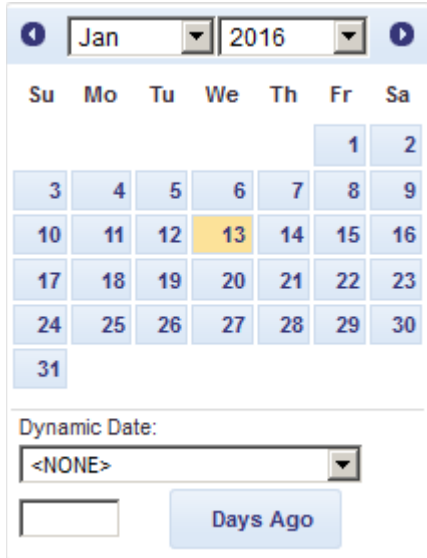 Jan 2016
Su Mo Tu We Th Fr Sa
1 2
3 4 5 6 7 8 9
10 11 12 13 14 15 16
17 18 19 20 21 22 23
24 25 26 27 28 29 30
31
Dynamic Date:
<NONE>
Days Ago